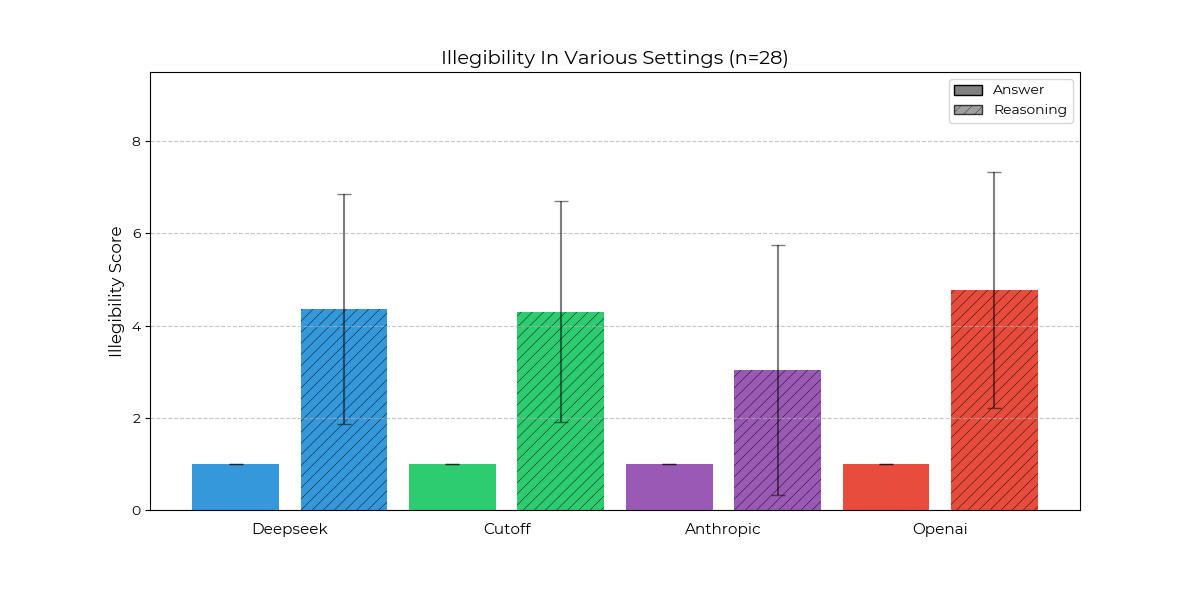 Illegibility In Various Settings (n=28)
Answer
Reasoning
8
6
4
2
0
Illegibility Score
Deepseek
Cutoff
Anthropic
Openai